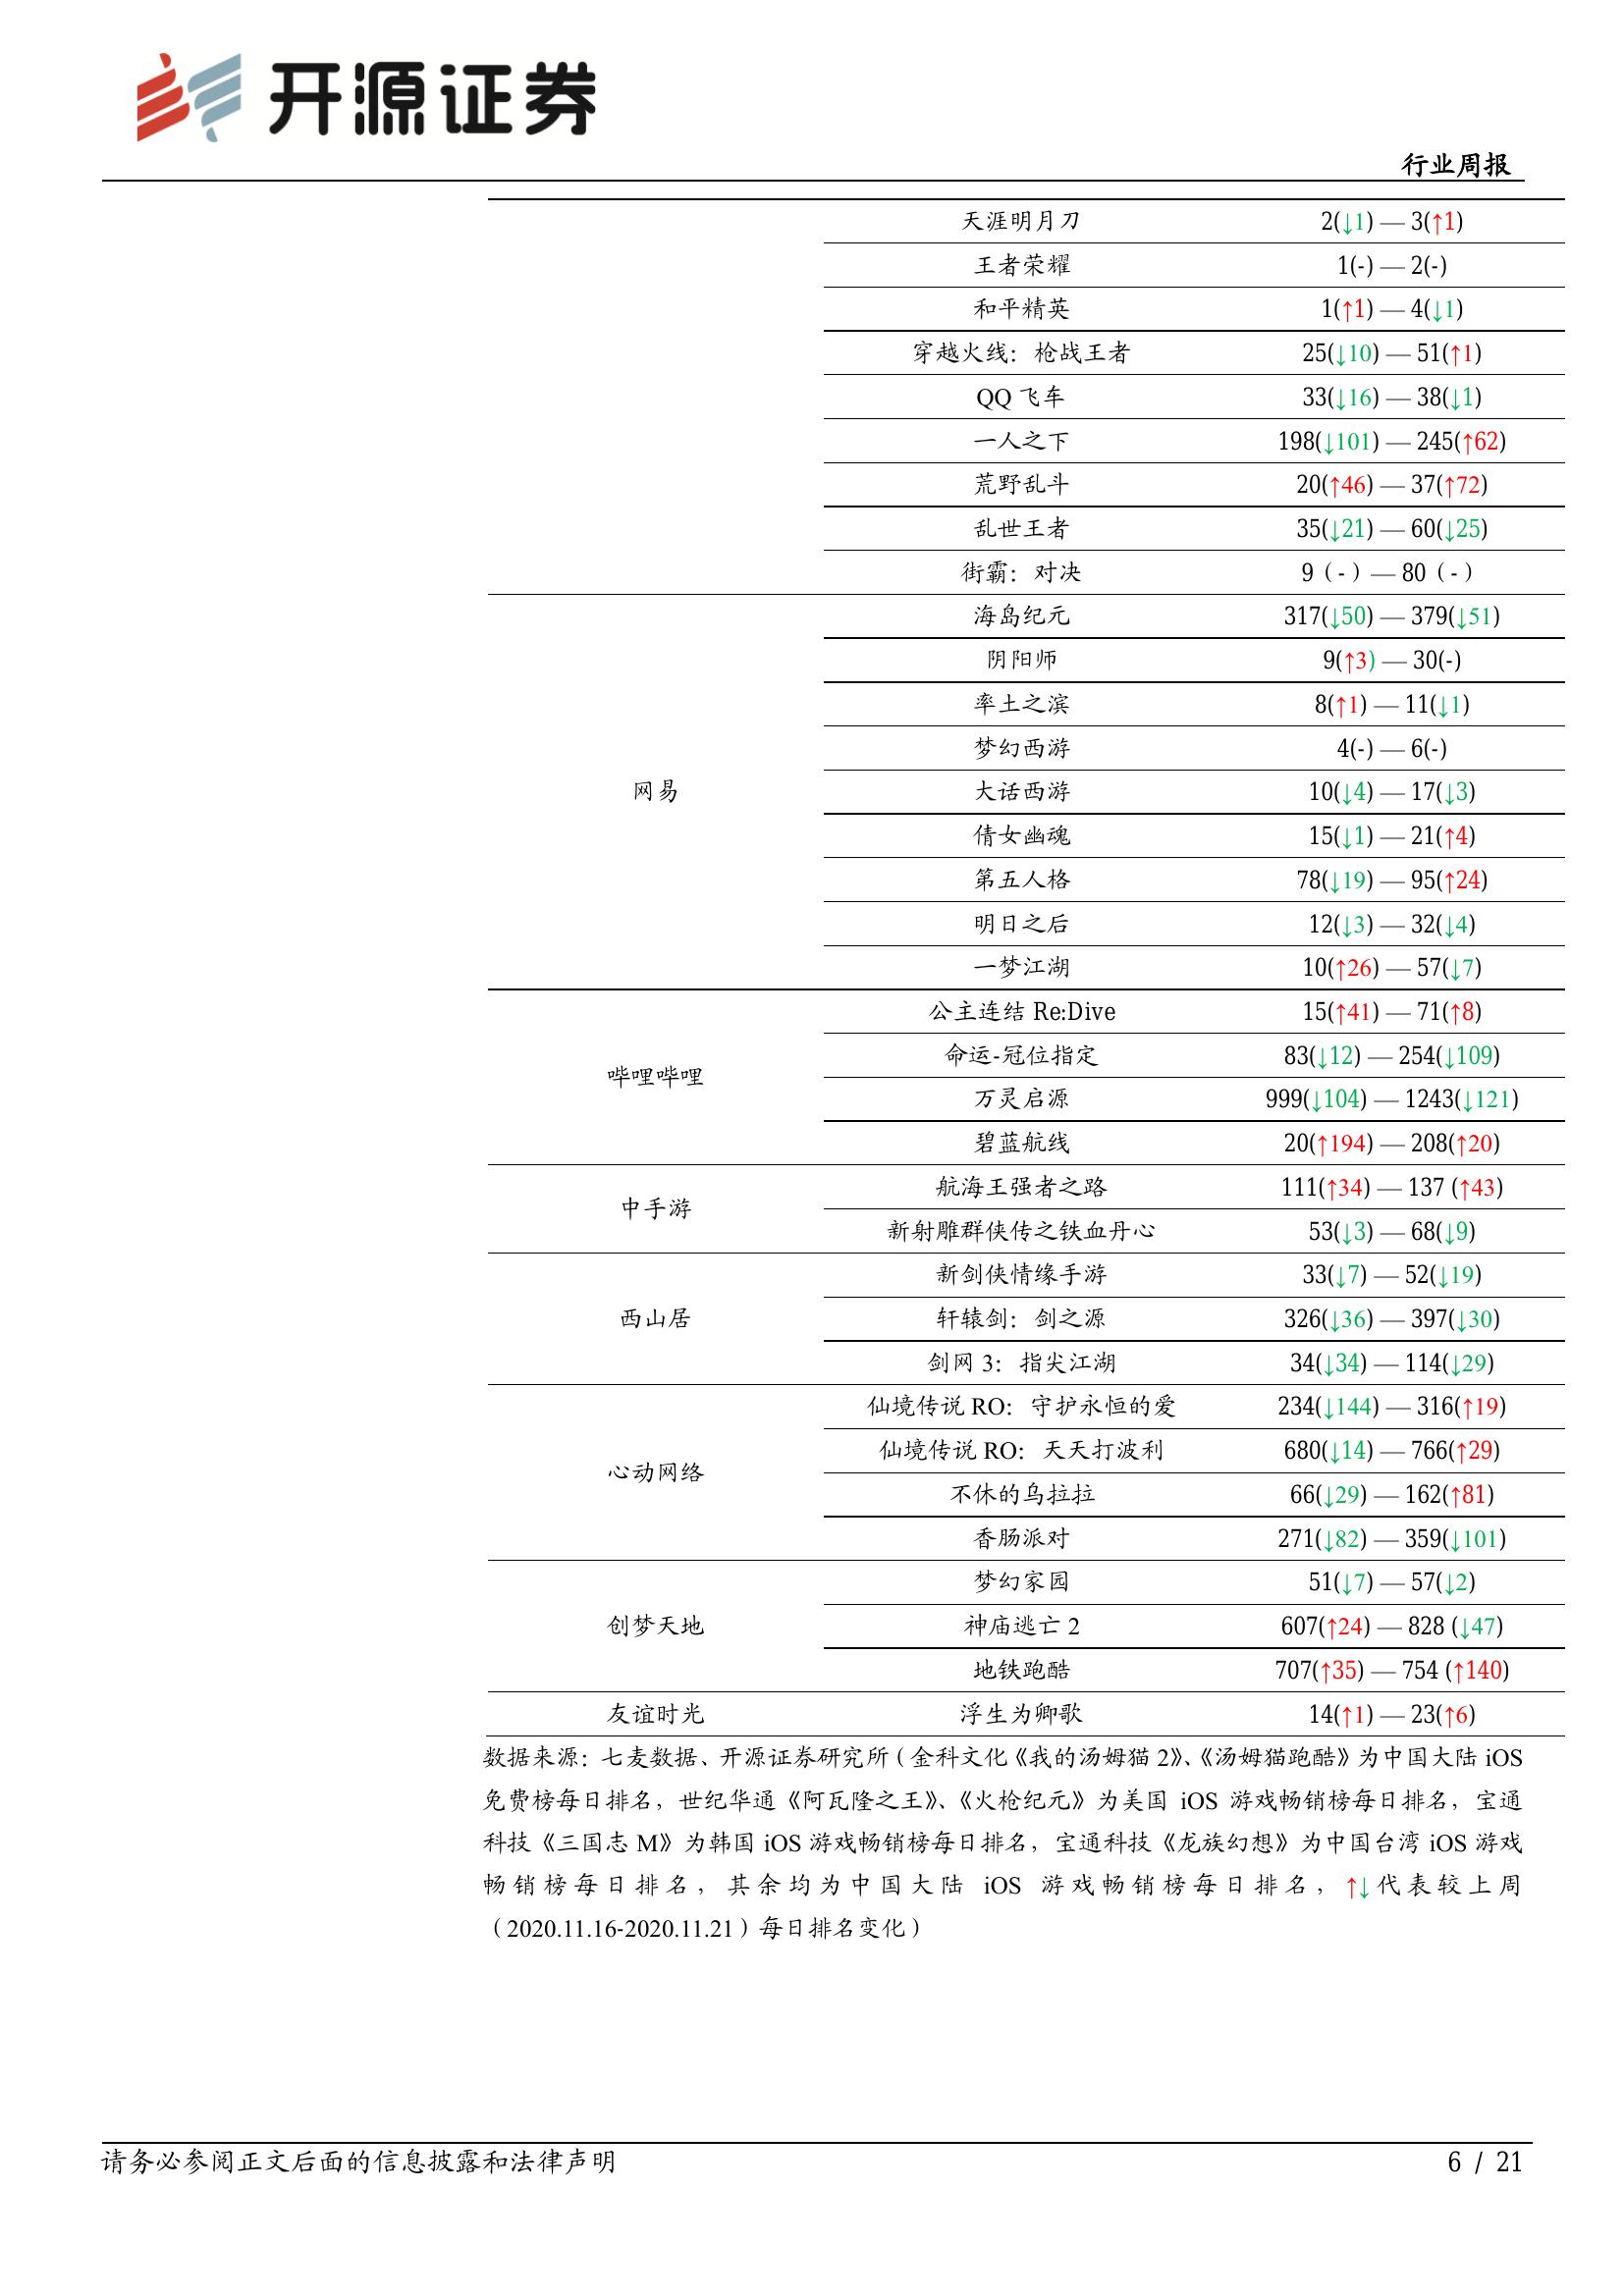 开源证券
行业周报
天涯明月刀 2(↓1) — 3(↑1)
王者荣耀 1(-) — 2(-)
和平精英 1(↑1) — 4(↓1)
穿越火线：枪战王者 25(↓10) — 51(↑1)
QQ 飞车 33(↓16) — 38(↓1)
一人之下 198(↓101) — 245(↑62)
荒野乱斗 20(↑46) — 37(↑72)
乱世王者 35(↓21) — 60(↓25)
街霸：对决 9（-）— 80（-）
网易
海岛纪元 317(↓50) — 379(↓51)
阴阳师 9(↑3) — 30(-)
率土之滨 8(↑1) — 11(↓1)
梦幻西游 4(-) — 6(-)
大话西游 10(↓4) — 17(↓3)
倩女幽魂 15(↓1) — 21(↑4)
第五人格 78(↓19) — 95(↑24)
明日之后 12(↓3) — 32(↓4)
一梦江湖 10(↑26) — 57(↓7)
哔哩哔哩
公主连结 Re:Dive 15(↑41) — 71(↑8)
命运-冠位指定 83(↓12) — 254(↓109)
万灵启源 999(↓104) — 1243(↓121)
碧蓝航线 20(↑194) — 208(↑20)
中手游
航海王强者之路 111(↑34) — 137 (↑43)
新射雕群侠传之铁血丹心 53(↓3) — 68(↓9)
西山居
新剑侠情缘手游 33(↓7) — 52(↓19)
轩辕剑：剑之源 326(↓36) — 397(↓30)
剑网 3：指尖江湖 34(↓34) — 114(↓29)
心动网络
仙境传说 RO：守护永恒的爱 234(↓144) — 316(↑19)
仙境传说 RO：天天打波利 680(↓14) — 766(↑29)
不休的乌拉拉 66(↓29) — 162(↑81)
香肠派对 271(↓82) — 359(↓101)
创梦天地
梦幻家园 51(↓7) — 57(↓2)
神庙逃亡 2 607(↑24) — 828 (↓47)
地铁跑酷 707(↑35) — 754 (↑140)
友谊时光 浮生为卿歌 14(↑1) — 23(↑6)
数据来源：七麦数据、开源证券研究所（金科文化《我的汤姆猫 2》、《汤姆猫跑酷》为中国大陆 iOS
免费榜每日排名，世纪华通《阿瓦隆之王》、《火枪纪元》为美国 iOS 游戏畅销榜每日排名，宝通
科技《三国志 M》为韩国 iOS 游戏畅销榜每日排名，宝通科技《龙族幻想》为中国台湾 iOS 游戏
畅销榜每日排名，其余均为中国大陆 iOS 游戏畅销榜每日排名，↑↓代表较上周
（2020.11.16-2020.11.21）每日排名变化）
请务必参阅正文后面的信息披露和法律声明 6 / 21